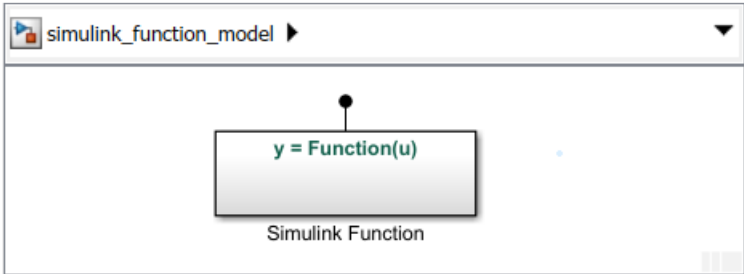 simulink_function_model
y = Function(u)
Simulink Function